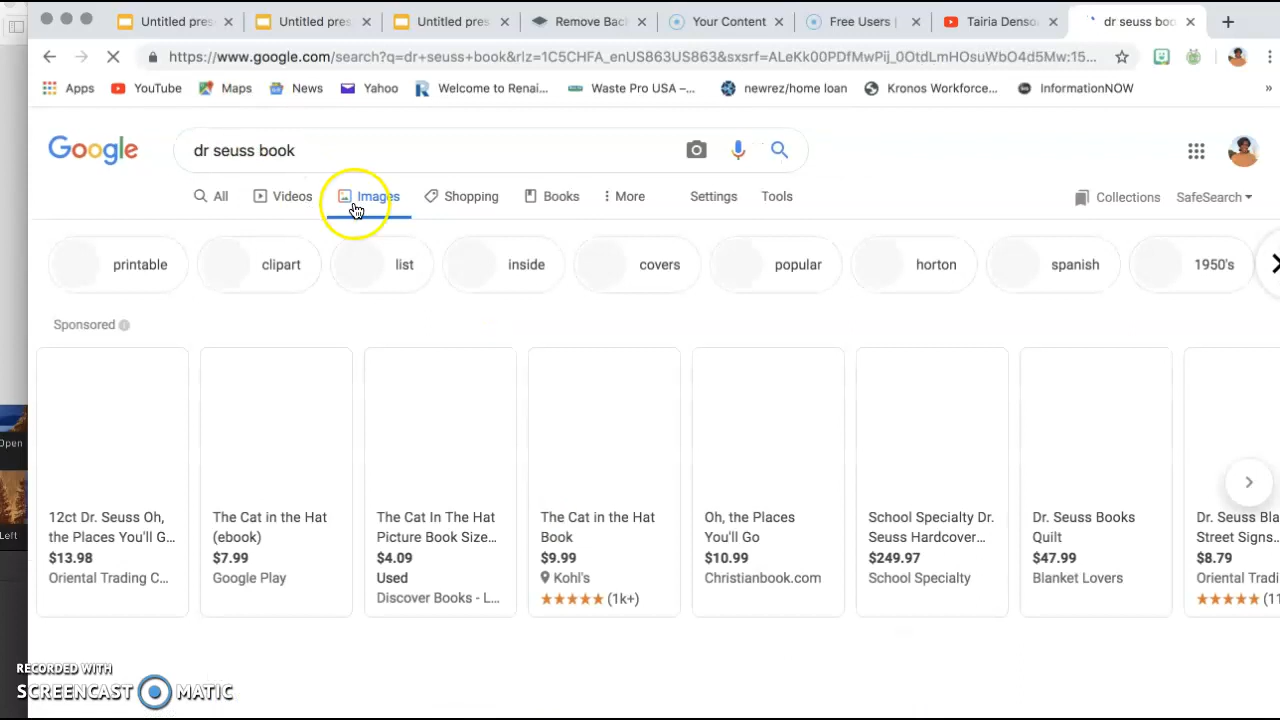 Untitled pres
Untitled pres
Untitled pres
Remove Bac
Your Content
Free Users |
Tairia Denso
dr seuss boo
https://www.google.com/search?q=dr+seuss+book&rlz=1C5CHFA_enUS863US863&sxsrf=ALeKk00PDfMwPij_0OtdLmHOsuWbO4d5Mw:15...
Apps
YouTube
Maps
News
Yahoo
Welcome to Renai...
Waste Pro USA –...
newrez/home loan
Kronos Workforce...
InformationNOW
»
Google
dr seuss book
All
Videos
Images
Shopping
Books
More
Settings
Tools
Collections
SafeSearch
printable
clipart
list
inside
covers
popular
horton
spanish
1950's
Sponsored
12ct Dr. Seuss Oh,
the Places You'll G...
$13.98
Oriental Trading C...
The Cat in the Hat
(ebook)
$7.99
Google Play
The Cat In The Hat
Picture Book Size...
$4.09
Used
Discover Books - L...
The Cat in the Hat
Book
$9.99
Kohl's
★★★★★ (1k+)
Oh, the Places
You'll Go
$10.99
Christianbook.com
School Specialty Dr.
Seuss Hardcover...
$249.97
School Specialty
Dr. Seuss Books
Quilt
$47.99
Blanket Lovers
Dr. Seuss Bla
Street Signs..
$8.79
Oriental Tradi
★★★★★ (11
Open
Left
RECORDED WITH
SCREENCAST MATIC